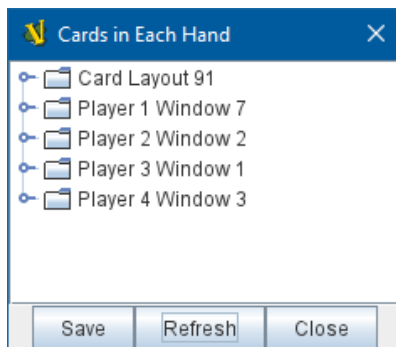 Cards in Each Hand
Card Layout 91
Player 1 Window 7
Player 2 Window 2
Player 3 Window 1
Player 4 Window 3
Save Refresh Close